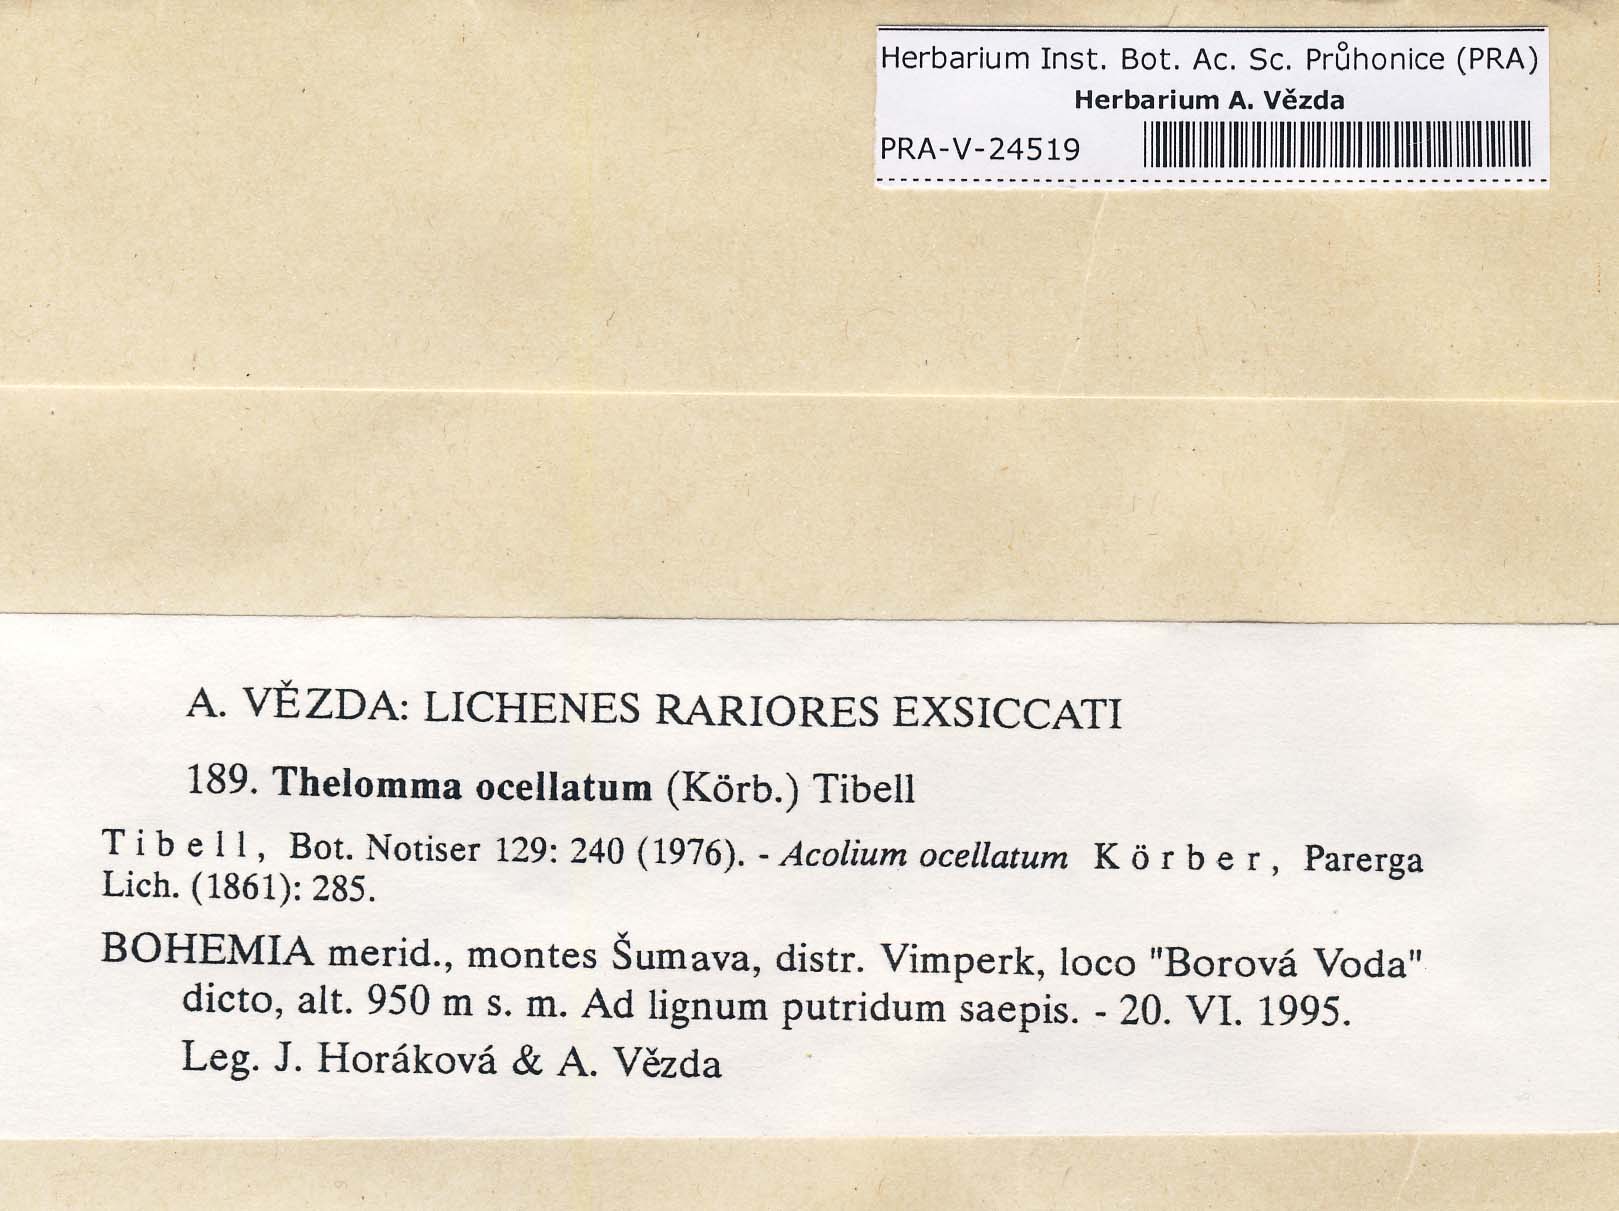 Herbarium Inst. Bot. Ac. Sc. Průhonice (PRA)
Herbarium A. Vězda
PRA-V-24519
A. VĚZDA: LICHENES RARIORES EXSICCATI
189. Thelomma ocellatum (Körb.) Tibell
Tibell, Bot. Notiser 129: 240 (1976). - Acolium ocellatum Körber, Parerga
Lich. (1861): 285.
BOHEMIA merid., montes Šumava, distr. Vimperk, loco "Borová Voda"
dicto, alt. 950 m s. m. Ad lignum putridum saepis. - 20. VI. 1995.
Leg. J. Horáková & A. Vězda